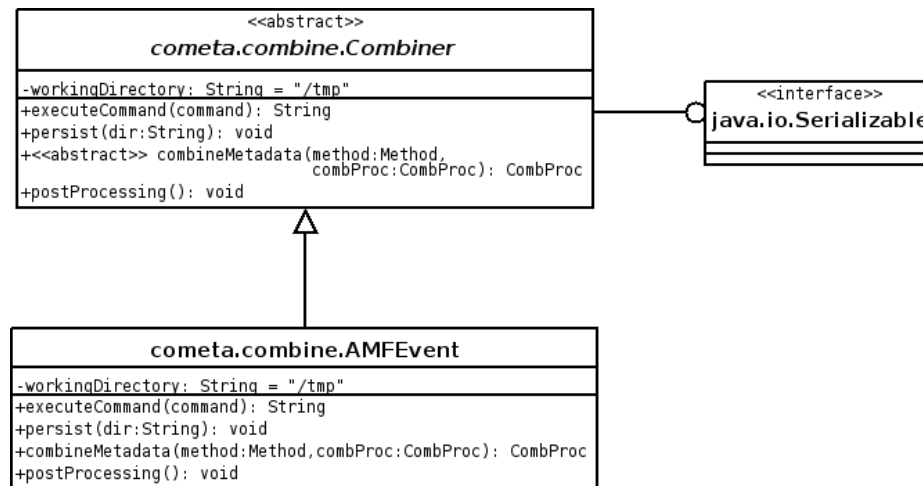 <<abstract>>
cometa.combine.Combiner
-workingDirectory: String = "/tmp"
+executeCommand(command): String
+persist(dir:String): void
+<<abstract>> combineMetadata(method:Method,
combProc:CombProc): CombProc
+postProcessing(): void
<<interface>>
java.io.Serializable
cometa.combine.AMFEvent
-workingDirectory: String = "/tmp"
+executeCommand(command): String
+persist(dir:String): void
+combineMetadata(method:Method,combProc:CombProc): CombProc
+postProcessing(): void